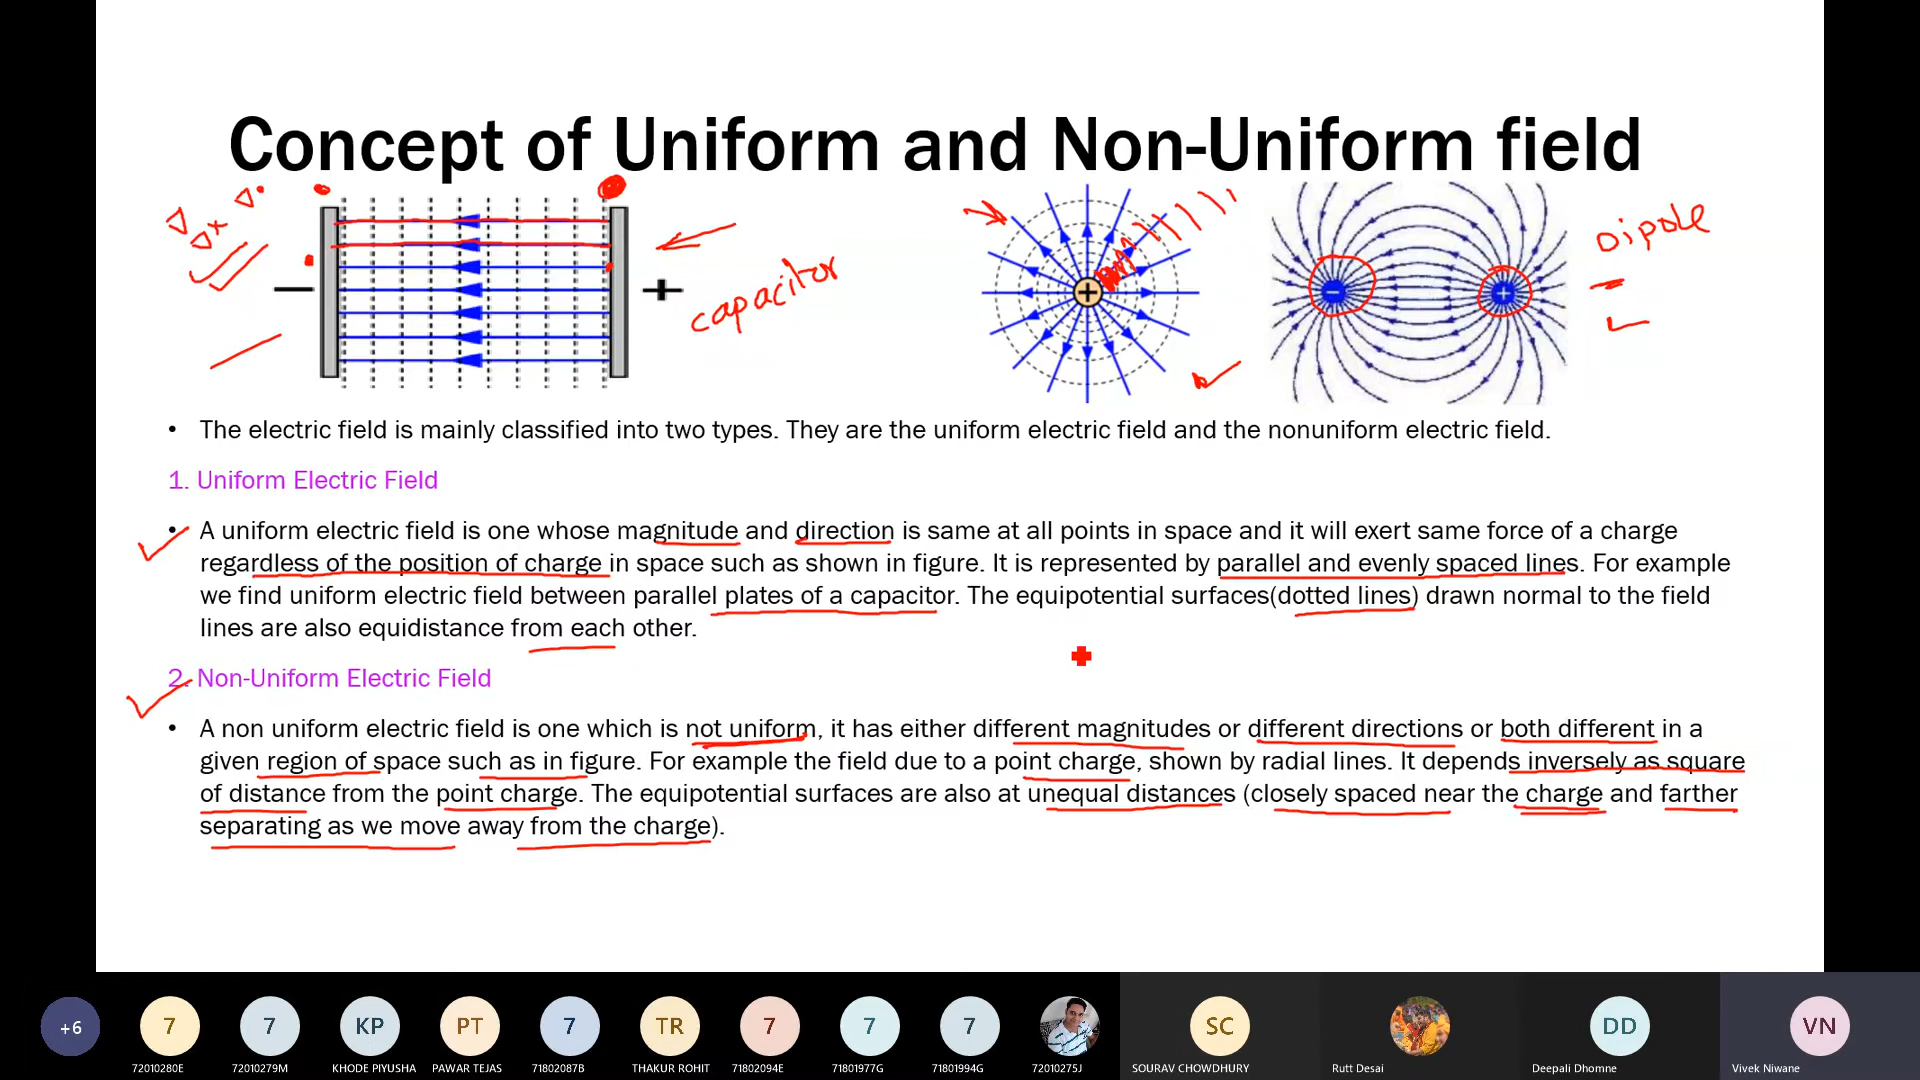 Concept of Uniform and Non-Uniform field
∇ ∇× ∇•
− + capacitor
+
− + Dipole
• The electric field is mainly classified into two types. They are the uniform electric field and the nonuniform electric field.
1. Uniform Electric Field
• A uniform electric field is one whose magnitude and direction is same at all points in space and it will exert same force of a charge
regardless of the position of charge in space such as shown in figure. It is represented by parallel and evenly spaced lines. For example
we find uniform electric field between parallel plates of a capacitor. The equipotential surfaces(dotted lines) drawn normal to the field
lines are also equidistance from each other.
2. Non-Uniform Electric Field
• A non uniform electric field is one which is not uniform, it has either different magnitudes or different directions or both different in a
given region of space such as in figure. For example the field due to a point charge, shown by radial lines. It depends inversely as square
of distance from the point charge. The equipotential surfaces are also at unequal distances (closely spaced near the charge and farther
separating as we move away from the charge).
+6 7 7 KP PT 7 TR 7 7 7 SC DD VN
72010280E 72010279M KHODE PIYUSHA PAWAR TEJAS 71802087B THAKUR ROHIT 71802094E 71801977G 71801994G 72010275J SOURAV CHOWDHURY Rutt Desai Deepali Dhomne Vivek Niwane